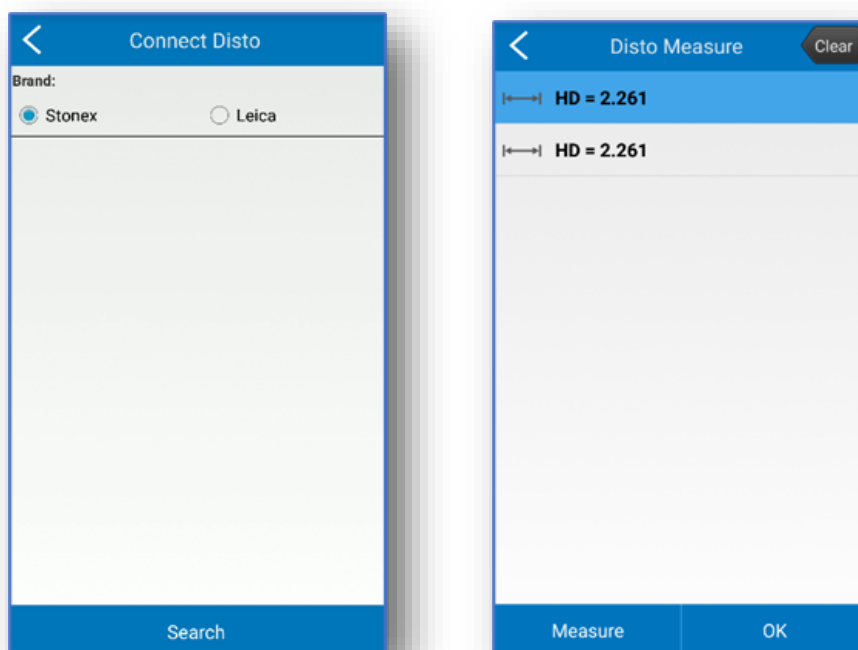 Connect Disto
Brand:
Stonex Leica
Search
Disto Measure Clear
HD = 2.261
HD = 2.261
Measure OK